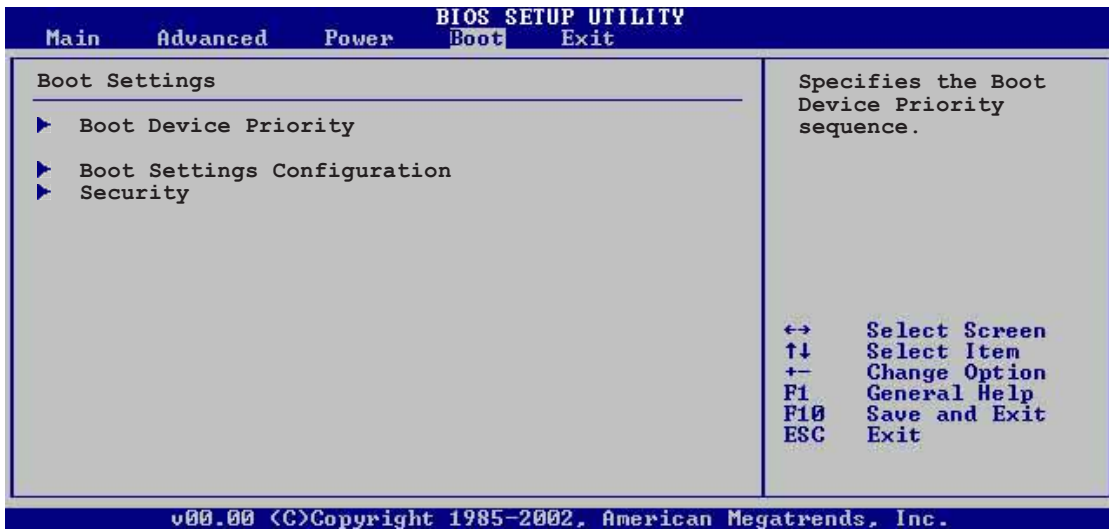 BIOS SETUP UTILITY
Main Advanced Power Boot Exit
Boot Settings
Boot Device Priority
Boot Settings Configuration
Security
Specifies the Boot
Device Priority
sequence.
←→ Select Screen
↑↓ Select Item
+- Change Option
F1 General Help
F10 Save and Exit
ESC Exit
v00.00 (C)Copyright 1985-2002, American Megatrends, Inc.